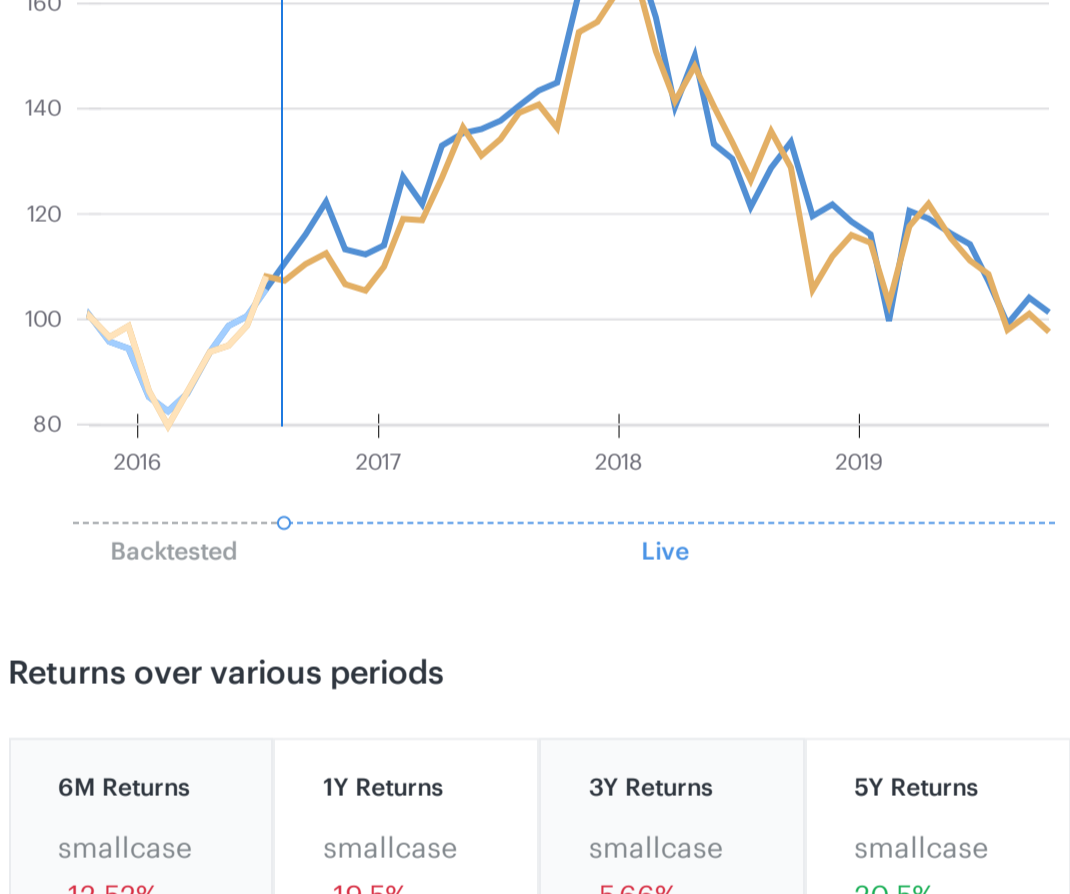 160
140
120
100
80
2016 2017 2018 2019
Backtested Live
Returns over various periods
6M Returns 1Y Returns 3Y Returns 5Y Returns
smallcase smallcase smallcase smallcase